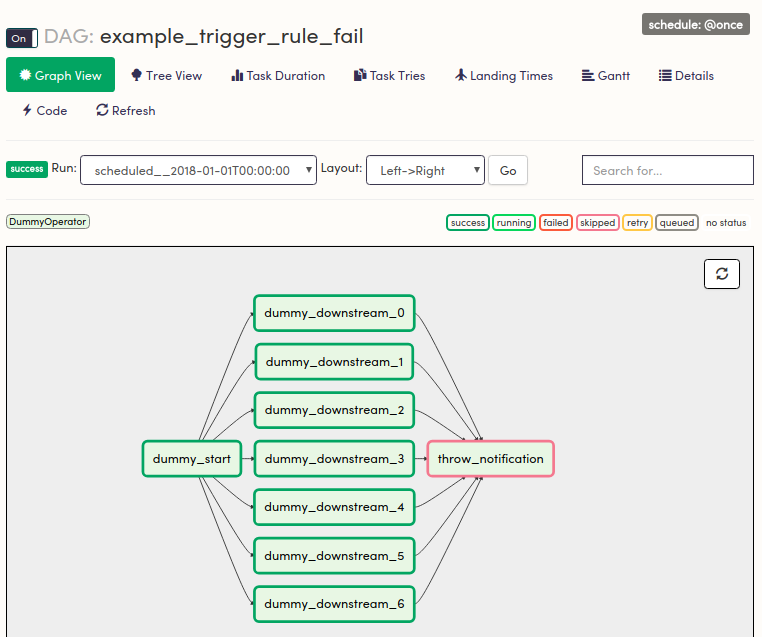 schedule: @once
On DAG: example_trigger_rule_fail
Graph View Tree View Task Duration Task Tries Landing Times Gantt Details
Code Refresh
success Run: scheduled__2018-01-01T00:00:00 Layout: Left->Right Go Search for...
DummyOperator success running failed skipped retry queued no status
dummy_downstream_0
dummy_downstream_1
dummy_downstream_2
dummy_start dummy_downstream_3 throw_notification
dummy_downstream_4
dummy_downstream_5
dummy_downstream_6